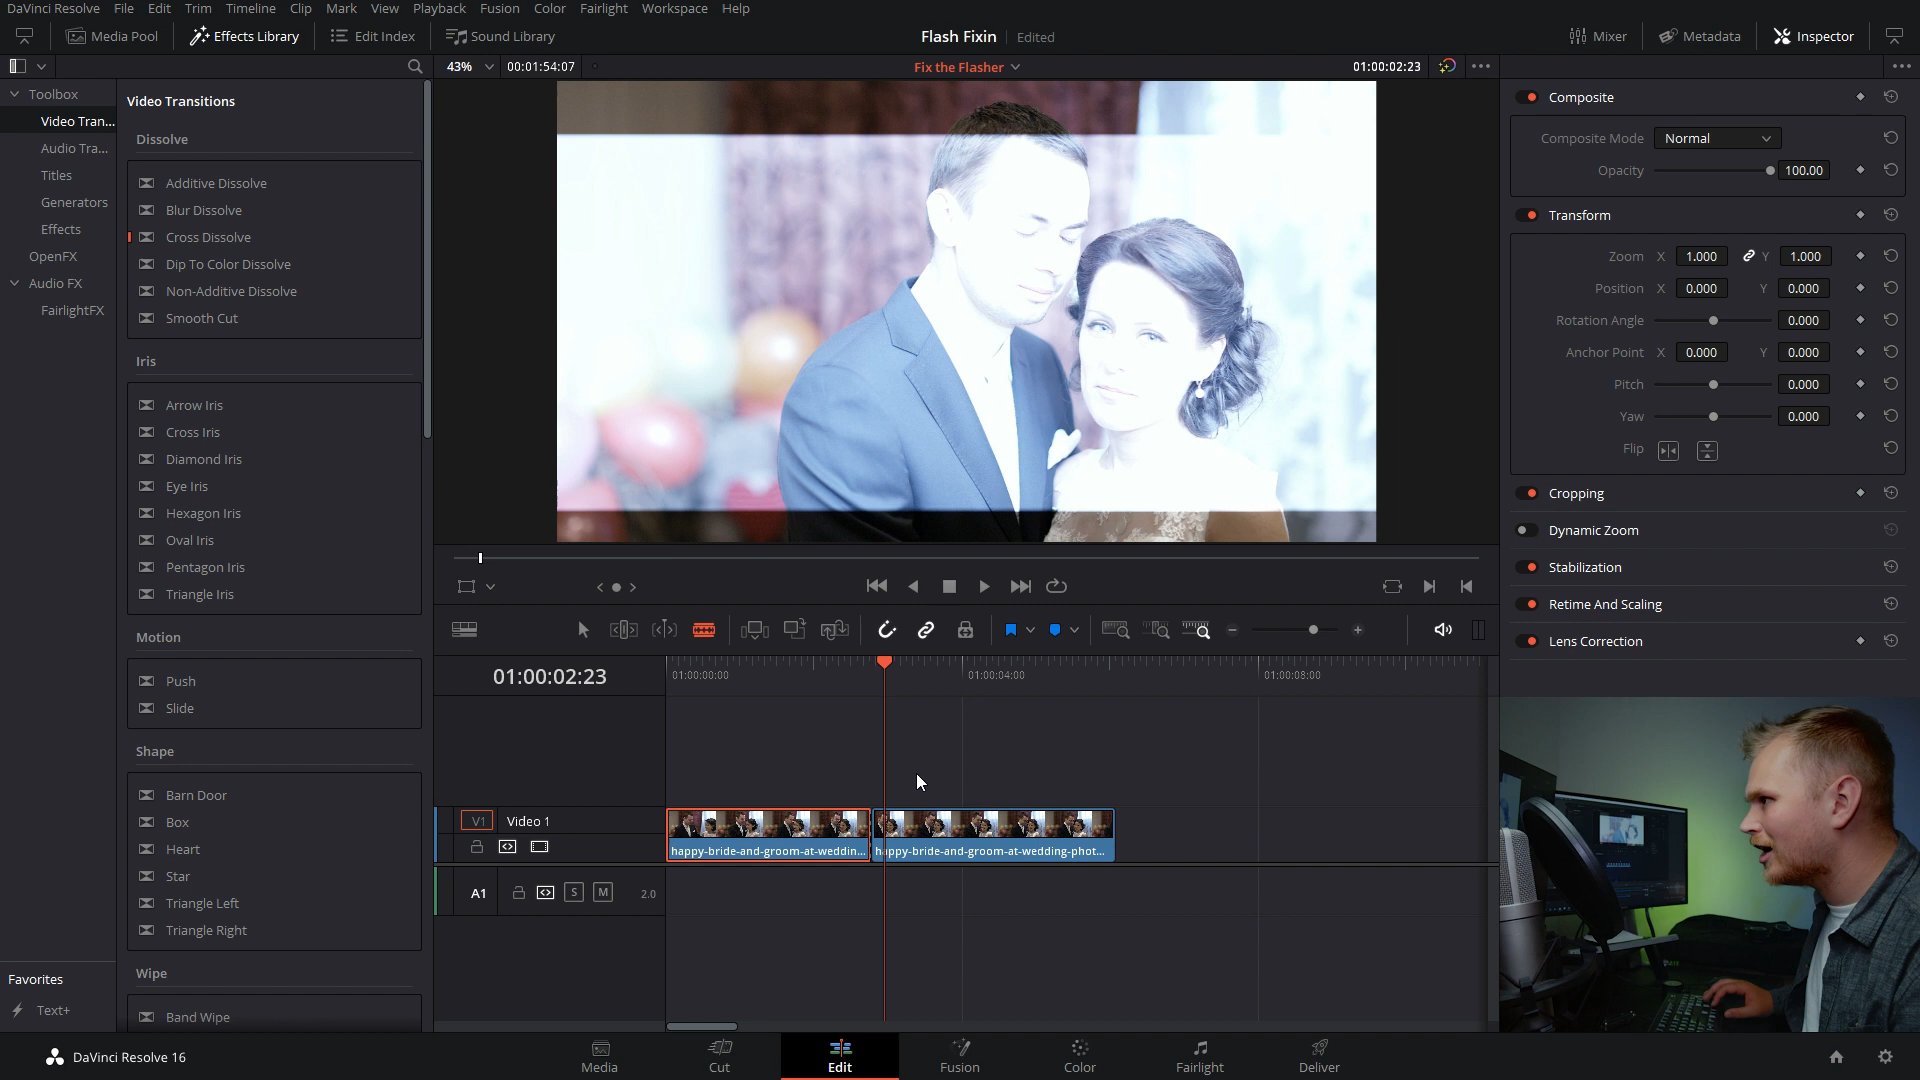 DaVinci Resolve File Edit Trim Timeline Clip Mark View Playback Fusion Color Fairlight Workspace Help
Media Pool Effects Library Edit Index Sound Library Flash Fixin Edited Mixer Metadata Inspector
43% 00:01:54:07 Fix the Flasher 01:00:02:23
Toolbox
Video Tran...
Audio Tra...
Titles
Generators
Effects
OpenFX
Audio FX
FairlightFX
Favorites
Text+
Video Transitions
Dissolve
Additive Dissolve
Blur Dissolve
Cross Dissolve
Dip To Color Dissolve
Non-Additive Dissolve
Smooth Cut
Iris
Arrow Iris
Cross Iris
Diamond Iris
Eye Iris
Hexagon Iris
Oval Iris
Pentagon Iris
Triangle Iris
Motion
Push
Slide
Shape
Barn Door
Box
Heart
Star
Triangle Left
Triangle Right
Wipe
Band Wipe
Composite
Composite Mode Normal
Opacity 100.00
Transform
Zoom X 1.000 Y 1.000
Position X 0.000 Y 0.000
Rotation Angle 0.000
Anchor Point X 0.000 Y 0.000
Pitch 0.000
Yaw 0.000
Flip
Cropping
Dynamic Zoom
Stabilization
Retime And Scaling
Lens Correction
01:00:02:23 01:00:00:00 01:00:04:00 01:00:08:00
V1 Video 1
happy-bride-and-groom-at-weddin... happy-bride-and-groom-at-wedding-phot...
A1 S M 2.0
DaVinci Resolve 16
Media Cut Edit Fusion Color Fairlight Deliver